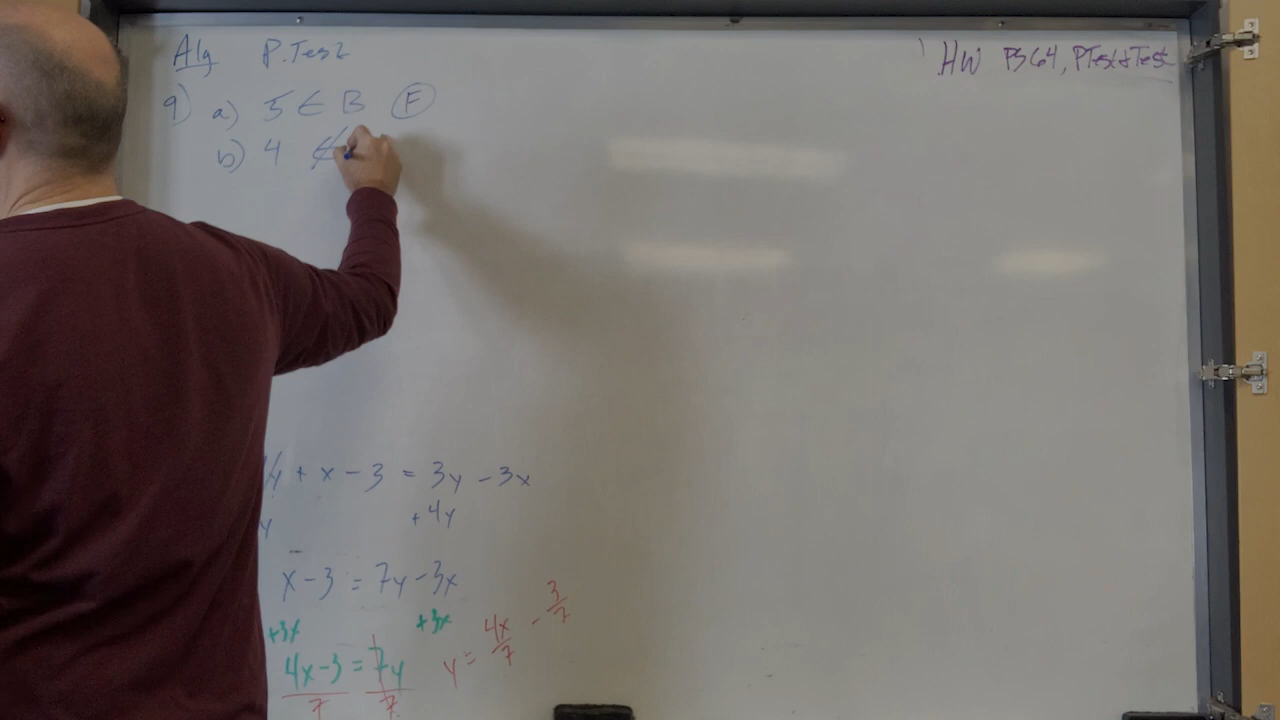 Alg P.Test
HW PS64, PTest&Test
9) a) 5 ∈ B F
b) 4 ∉
y + x - 3 = 3y - 3x
y +4y
x - 3 = 7y - 3x
+3x +3x
4x - 3 = 7y
7 7
y = 4x/7 - 3/7